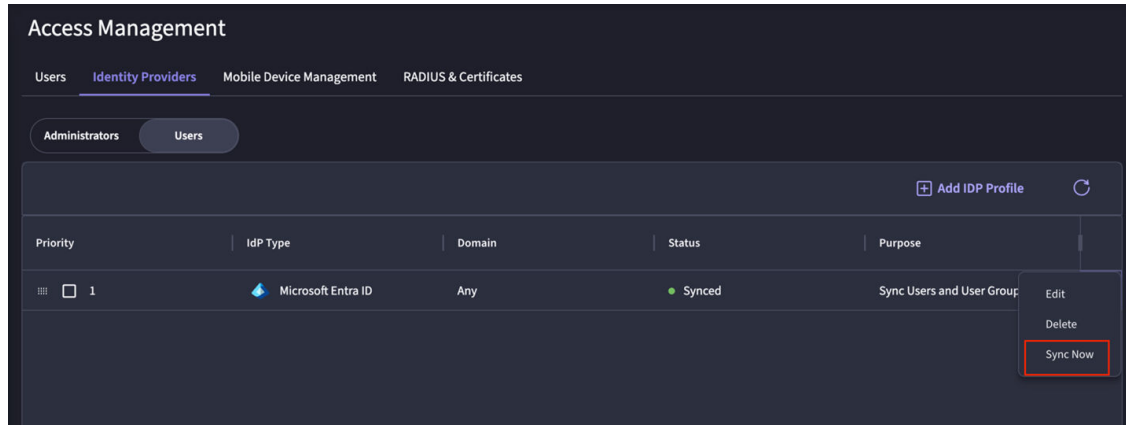 Access Management
Users Identity Providers Mobile Device Management RADIUS & Certificates
Administrators Users
Add IDP Profile
Priority IdP Type Domain Status Purpose
1 Microsoft Entra ID Any Synced Sync Users and User Group
Edit
Delete
Sync Now